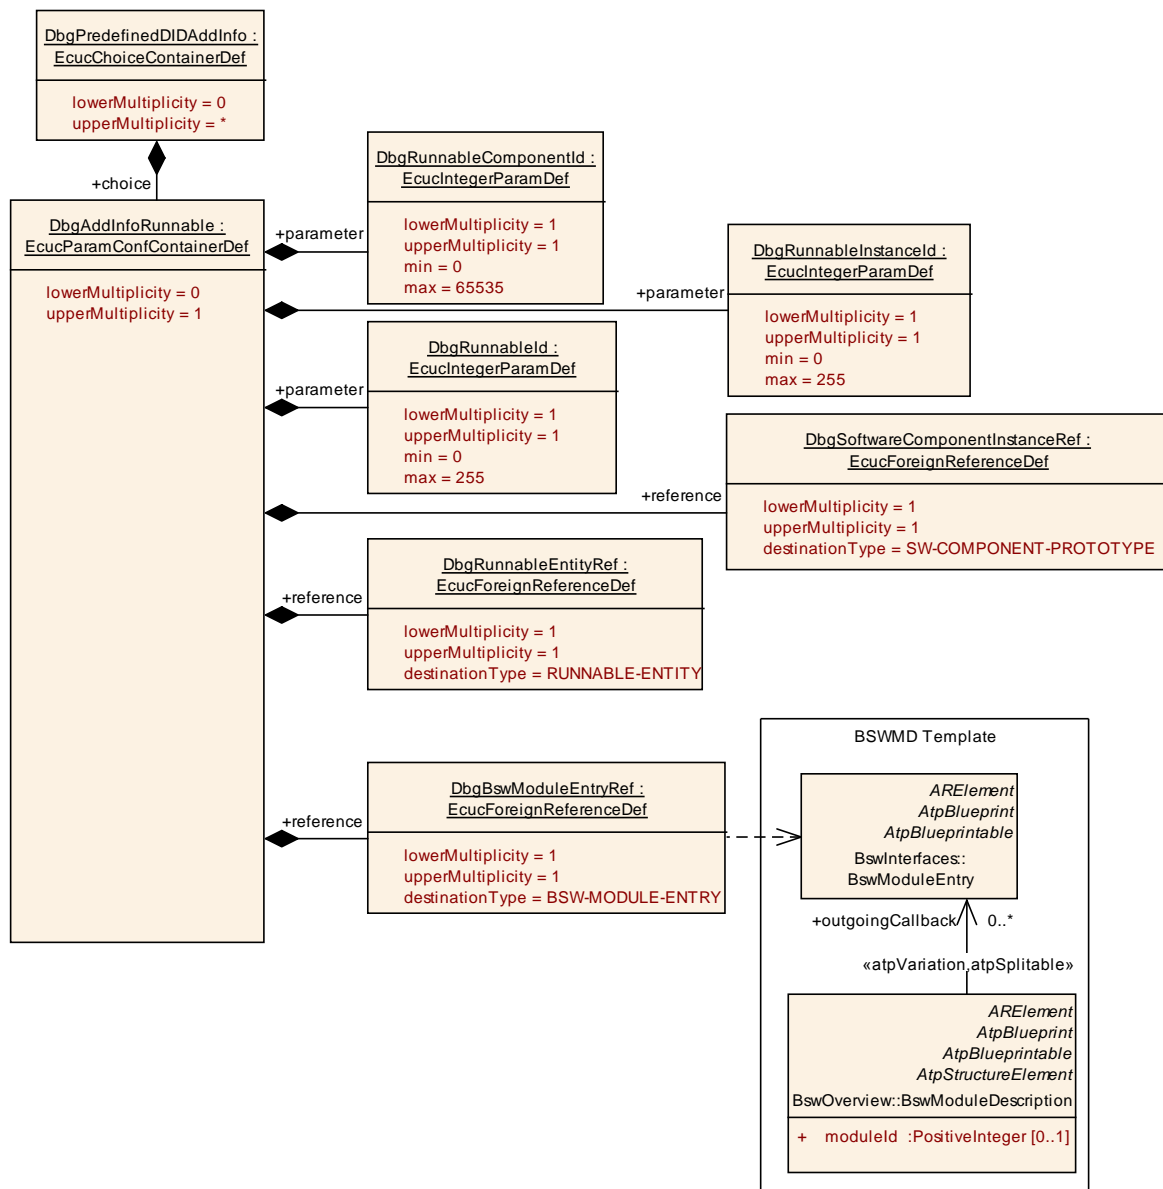 DbgPredefinedDIDAddInfo :
EcucChoiceContainerDef
lowerMultiplicity = 0
upperMultiplicity = *
+choice
DbgAddInfoRunnable :
EcucParamConfContainerDef
lowerMultiplicity = 0
upperMultiplicity = 1
+parameter
DbgRunnableComponentId :
EcucIntegerParamDef
lowerMultiplicity = 1
upperMultiplicity = 1
min = 0
max = 65535
+parameter
DbgRunnableInstanceId :
EcucIntegerParamDef
lowerMultiplicity = 1
upperMultiplicity = 1
min = 0
max = 255
+parameter
DbgRunnableId :
EcucIntegerParamDef
lowerMultiplicity = 1
upperMultiplicity = 1
min = 0
max = 255
+reference
DbgSoftwareComponentInstanceRef :
EcucForeignReferenceDef
lowerMultiplicity = 1
upperMultiplicity = 1
destinationType = SW-COMPONENT-PROTOTYPE
+reference
DbgRunnableEntityRef :
EcucForeignReferenceDef
lowerMultiplicity = 1
upperMultiplicity = 1
destinationType = RUNNABLE-ENTITY
+reference
DbgBswModuleEntryRef :
EcucForeignReferenceDef
lowerMultiplicity = 1
upperMultiplicity = 1
destinationType = BSW-MODULE-ENTRY
BSWMD Template
ARElement
AtpBlueprint
AtpBlueprintable
BswInterfaces::
BswModuleEntry
+outgoingCallback 0..*
«atpVariation,atpSplitable»
ARElement
AtpBlueprint
AtpBlueprintable
AtpStructureElement
BswOverview::BswModuleDescription
+ moduleId :PositiveInteger [0..1]